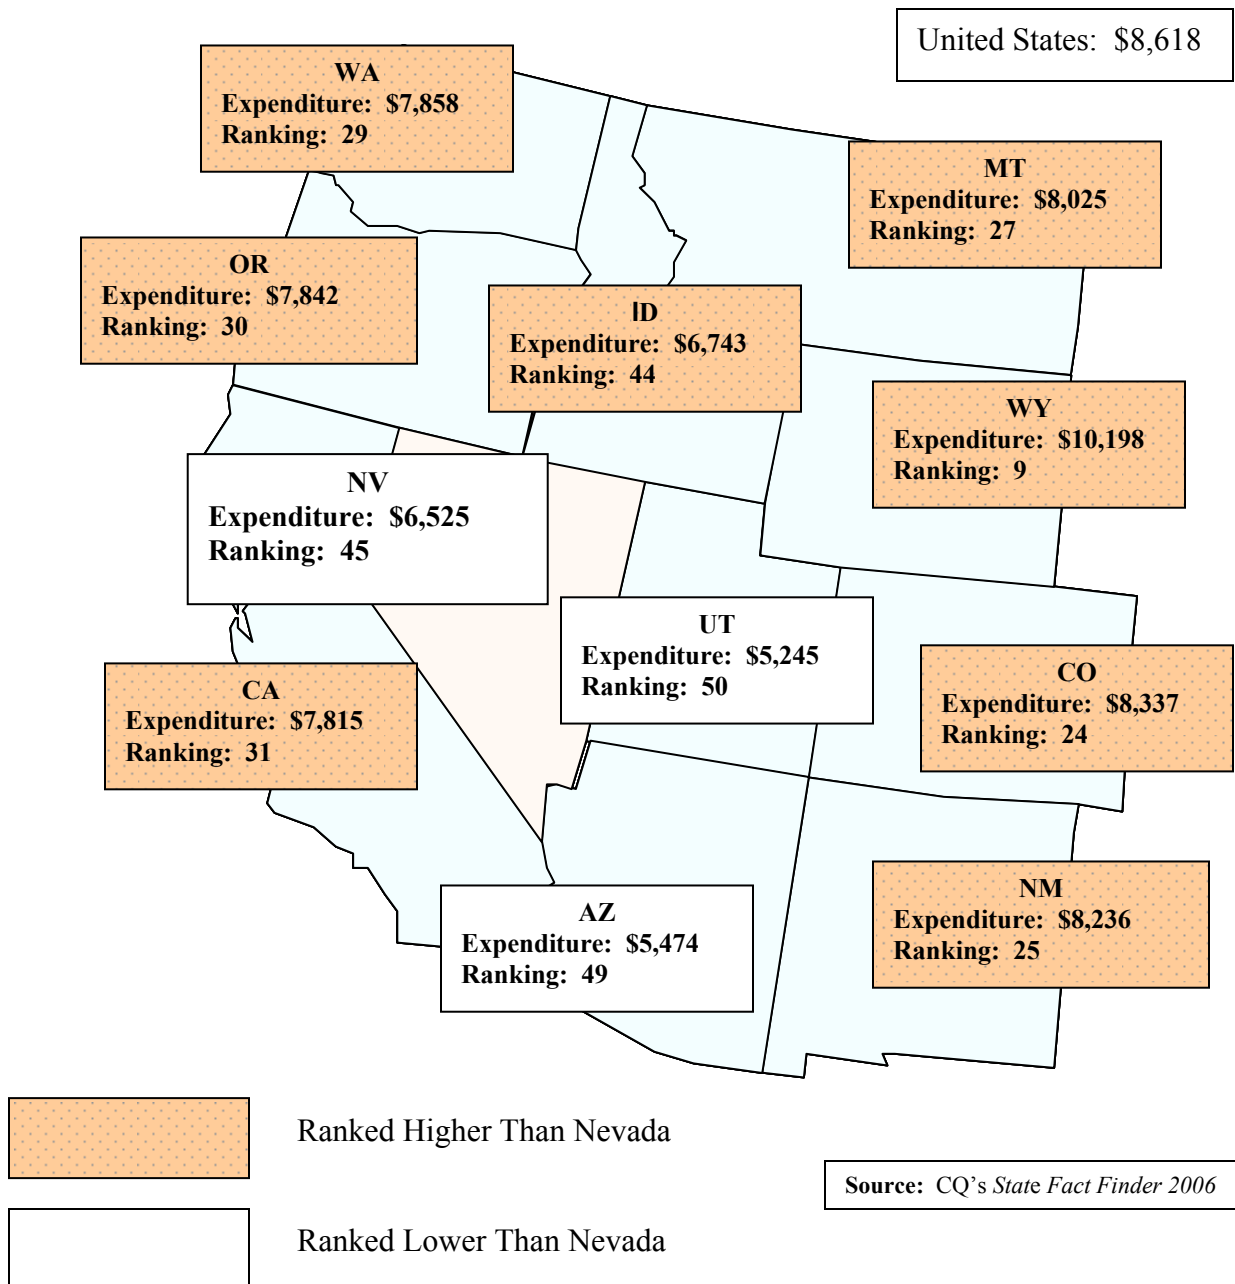 United States: $8,618
WA
Expenditure: $7,858
Ranking: 29
MT
Expenditure: $8,025
Ranking: 27
OR
Expenditure: $7,842
Ranking: 30
ID
Expenditure: $6,743
Ranking: 44
WY
Expenditure: $10,198
Ranking: 9
NV
Expenditure: $6,525
Ranking: 45
UT
Expenditure: $5,245
Ranking: 50
CO
Expenditure: $8,337
Ranking: 24
CA
Expenditure: $7,815
Ranking: 31
NM
Expenditure: $8,236
Ranking: 25
AZ
Expenditure: $5,474
Ranking: 49
Ranked Higher Than Nevada
Source: CQ's State Fact Finder 2006
Ranked Lower Than Nevada